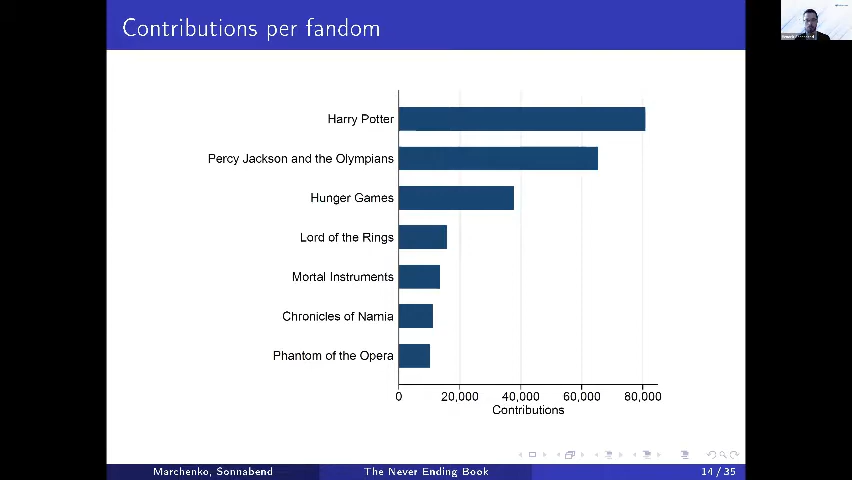 Contributions per fandom
Harry Potter
Percy Jackson and the Olympians
Hunger Games
Lord of the Rings
Mortal Instruments
Chronicles of Narnia
Phantom of the Opera
0 20,000 40,000 60,000 80,000
Contributions
Marchenko, Sonnabend The Never Ending Book 14 / 35